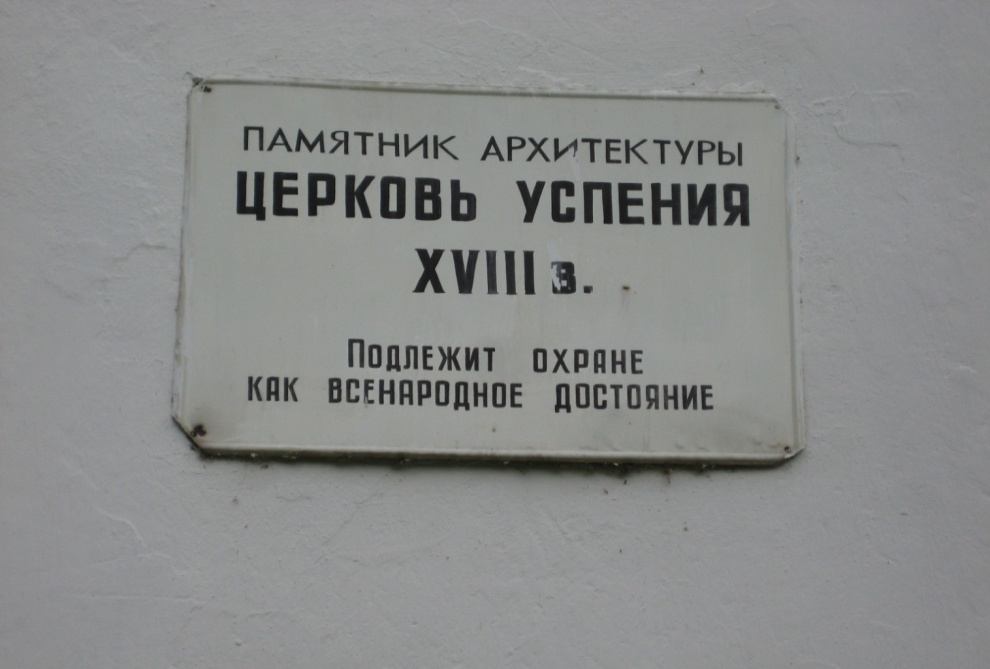 ПАМЯТНИК АРХИТЕКТУРЫ
ЦЕРКОВЬ УСПЕНИЯ
XVIII в.
Подлежит охране
как всенародное достояние